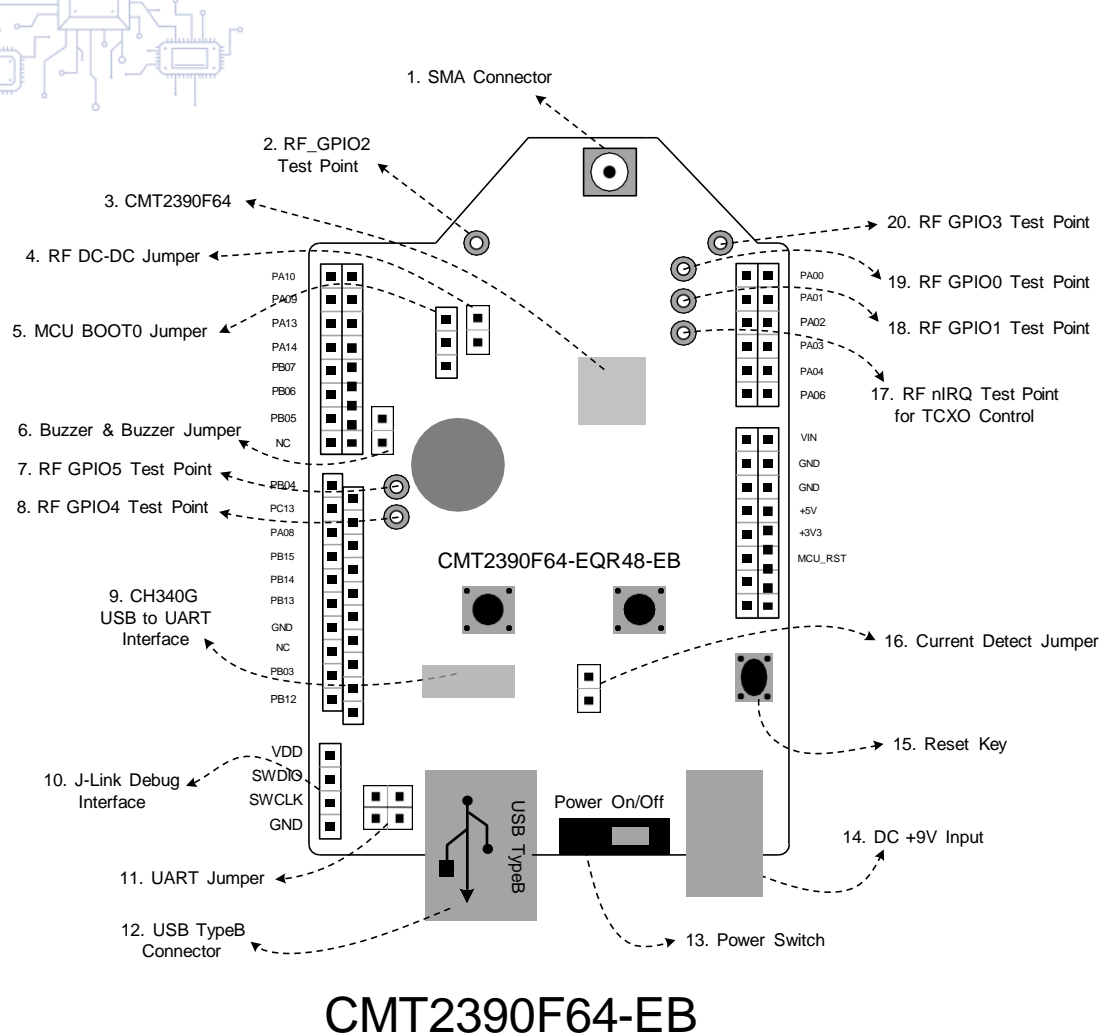 1. SMA Connector
2. RF_GPIO2
Test Point
3. CMT2390F64
4. RF DC-DC Jumper
5. MCU BOOT0 Jumper
6. Buzzer & Buzzer Jumper
7. RF GPIO5 Test Point
8. RF GPIO4 Test Point
9. CH340G
USB to UART
Interface
10. J-Link Debug
Interface
11. UART Jumper
12. USB TypeB
Connector
13. Power Switch
14. DC +9V Input
15. Reset Key
16. Current Detect Jumper
17. RF nIRQ Test Point
for TCXO Control
18. RF GPIO1 Test Point
19. RF GPIO0 Test Point
20. RF GPIO3 Test Point
PA10
PA09
PA13
PA14
PB07
PB06
PB05
NC
PB04
PC13
PA08
PB15
PB14
PB13
GND
NC
PB03
PB12
VDD
SWDIO
SWCLK
GND
PA00
PA01
PA02
PA03
PA04
PA06
VIN
GND
GND
+5V
+3V3
MCU_RST
CMT2390F64-EQR48-EB
USB TypeB
Power On/Off
CMT2390F64-EB